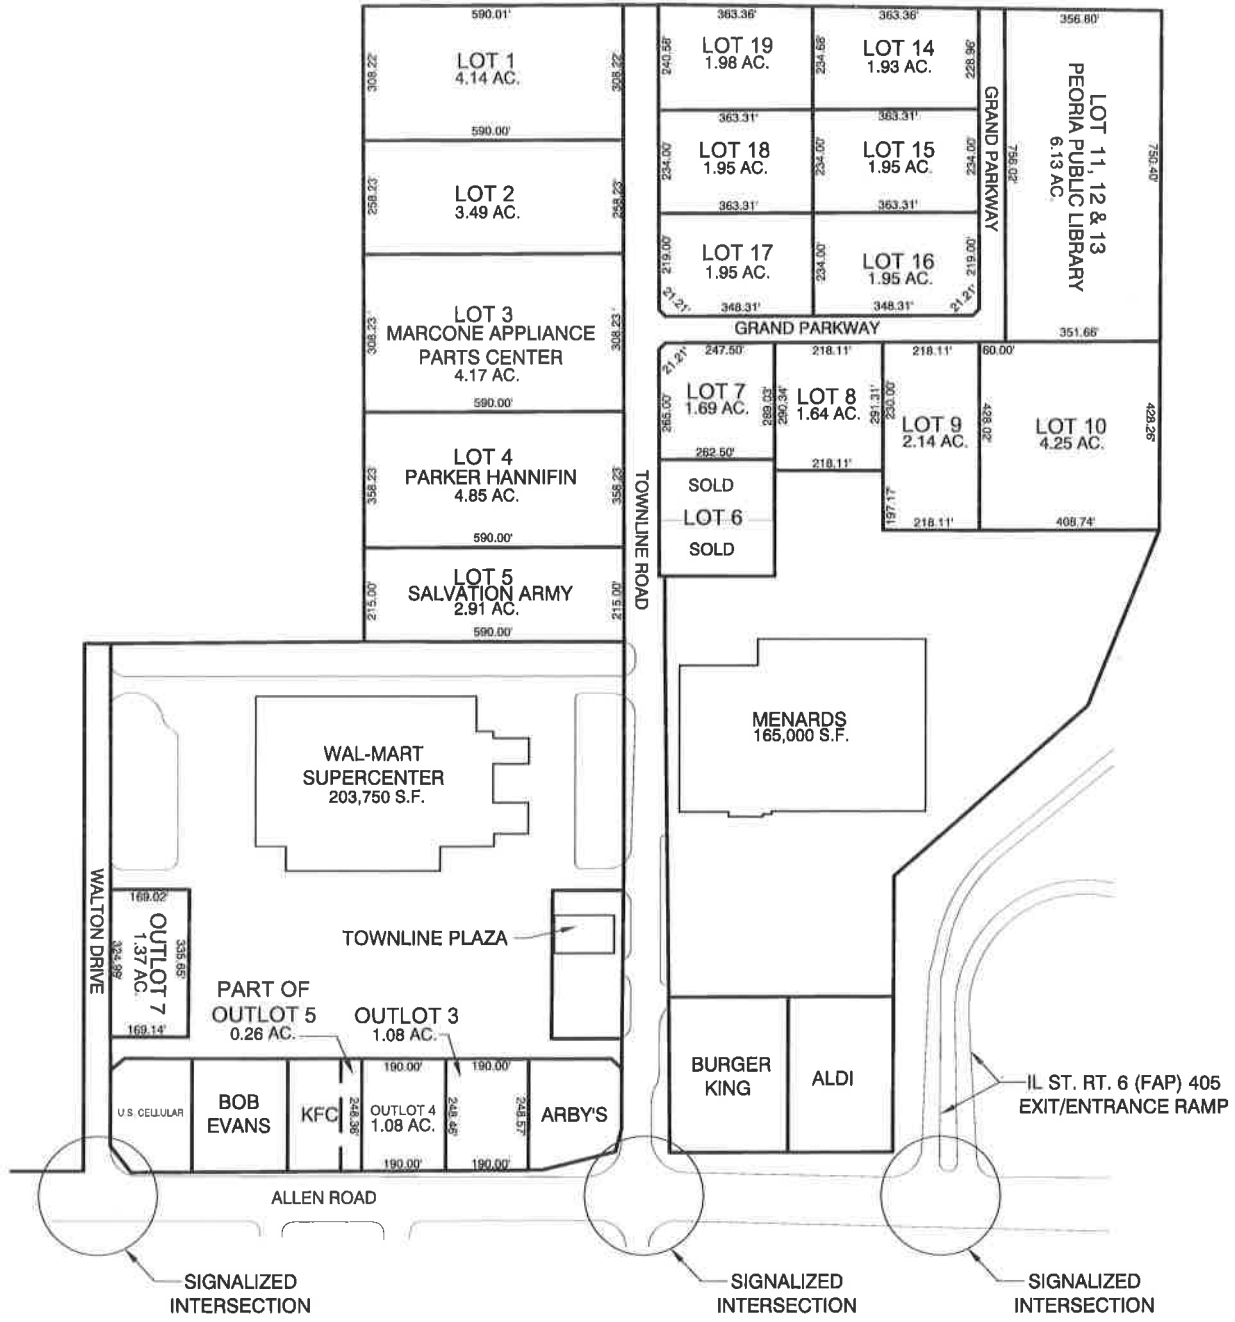 590.01'
308.22'
LOT 1
4.14 AC.
308.22'
590.00'
258.23'
LOT 2
3.49 AC.
258.23'
308.23'
LOT 3
MARCONE APPLIANCE
PARTS CENTER
4.17 AC.
308.23'
590.00'
358.23'
LOT 4
PARKER HANNIFIN
4.85 AC.
358.23'
590.00'
215.00'
LOT 5
SALVATION ARMY
2.91 AC.
215.00'
590.00'
TOWNLINE ROAD
363.36'
240.58'
LOT 19
1.98 AC.
234.68'
363.31'
363.36'
LOT 14
1.93 AC.
228.96'
363.31'
234.00'
LOT 18
1.95 AC.
234.00'
363.31'
LOT 15
1.95 AC.
234.00'
363.31'
219.00'
LOT 17
1.95 AC.
234.00'
21.21'
348.31'
LOT 16
1.95 AC.
219.00'
348.31'
21.21'
GRAND PARKWAY
GRAND PARKWAY
356.60'
756.02'
LOT 11, 12 & 13
PEORIA PUBLIC LIBRARY
6.13 AC.
750.40'
351.66'
21.21'
247.50'
265.00'
LOT 7
1.69 AC.
289.03'
262.50'
218.11'
290.34'
LOT 8
1.64 AC.
291.31'
218.11'
218.11'
230.00'
LOT 9
2.14 AC.
197.17'
218.11'
60.00'
428.02'
LOT 10
4.25 AC.
428.26'
408.74'
SOLD
LOT 6
SOLD
MENARDS
165,000 S.F.
WAL-MART
SUPERCENTER
203,750 S.F.
WALTON DRIVE
169.02'
324.98'
OUTLOT 7
1.37 AC.
335.65'
169.14'
TOWNLINE PLAZA
PART OF
OUTLOT 5
0.26 AC.
OUTLOT 3
1.08 AC.
U.S. CELLULAR
BOB
EVANS
KFC
248.36'
190.00'
OUTLOT 4
1.08 AC.
190.00'
248.46'
190.00'
248.57'
190.00'
ARBY'S
BURGER
KING
ALDI
IL ST. RT. 6 (FAP) 405
EXIT/ENTRANCE RAMP
ALLEN ROAD
SIGNALIZED
INTERSECTION
SIGNALIZED
INTERSECTION
SIGNALIZED
INTERSECTION